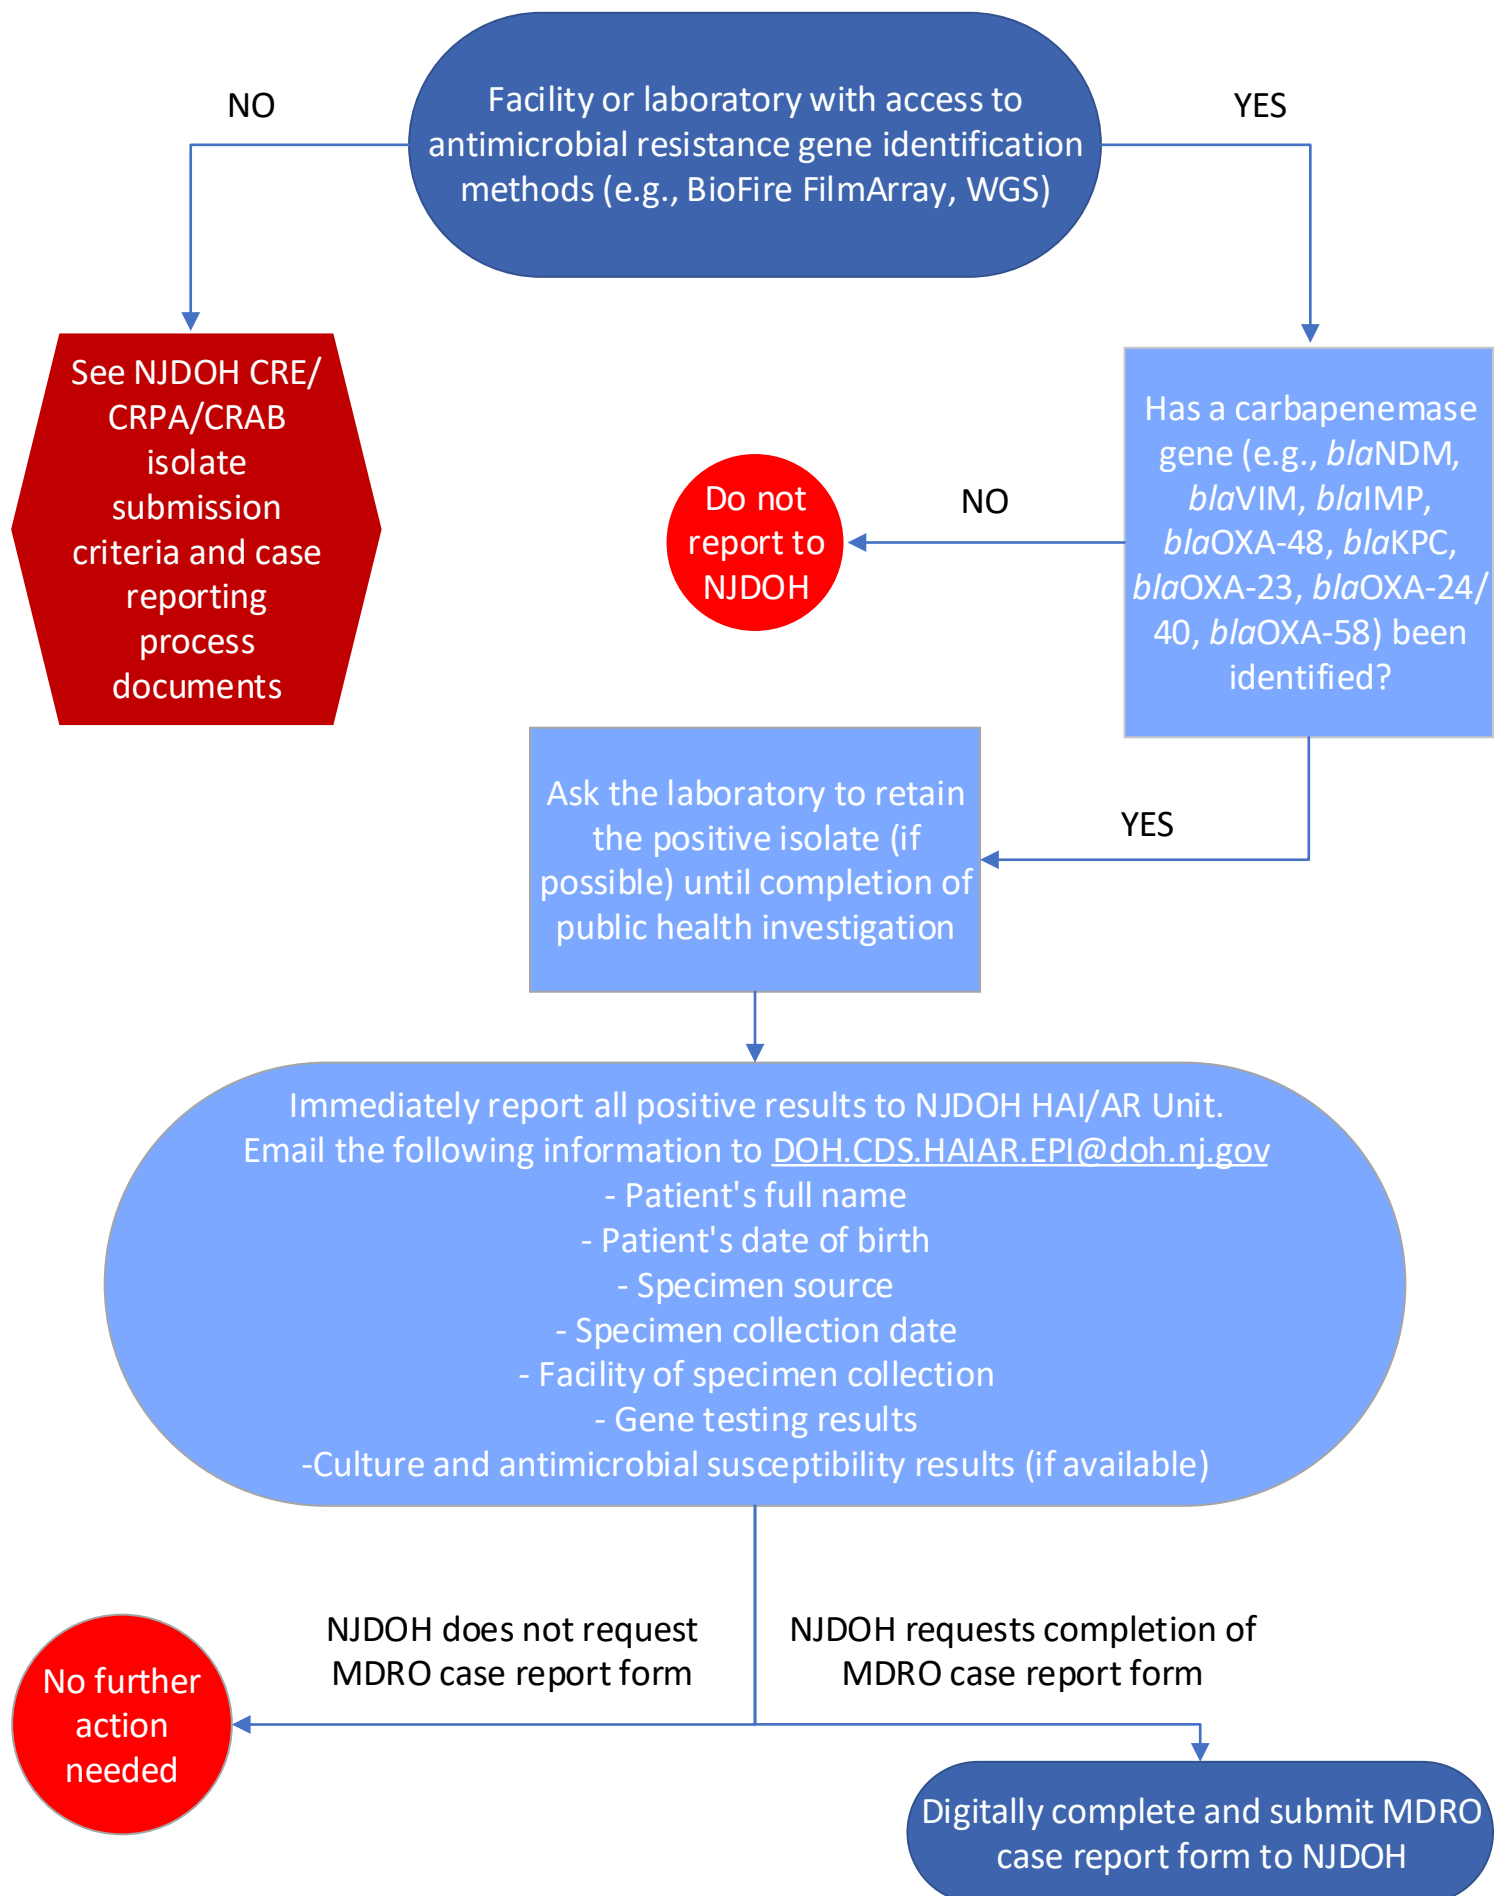 Facility or laboratory with access to
antimicrobial resistance gene identification
methods (e.g., BioFire FilmArray, WGS)
NO
YES
See NJDOH CRE/
CRPA/CRAB
isolate
submission
criteria and case
reporting
process
documents
Has a carbapenemase
gene (e.g., blaNDM,
blaVIM, blaIMP,
blaOXA-48, blaKPC,
blaOXA-23, blaOXA-24/
40, blaOXA-58) been
identified?
NO
Do not
report to
NJDOH
YES
Ask the laboratory to retain
the positive isolate (if
possible) until completion of
public health investigation
Immediately report all positive results to NJDOH HAI/AR Unit.
Email the following information to DOH.CDS.HAIAR.EPI@doh.nj.gov
- Patient's full name
- Patient's date of birth
- Specimen source
- Specimen collection date
- Facility of specimen collection
- Gene testing results
-Culture and antimicrobial susceptibility results (if available)
NJDOH does not request
MDRO case report form
NJDOH requests completion of
MDRO case report form
No further
action
needed
Digitally complete and submit MDRO
case report form to NJDOH